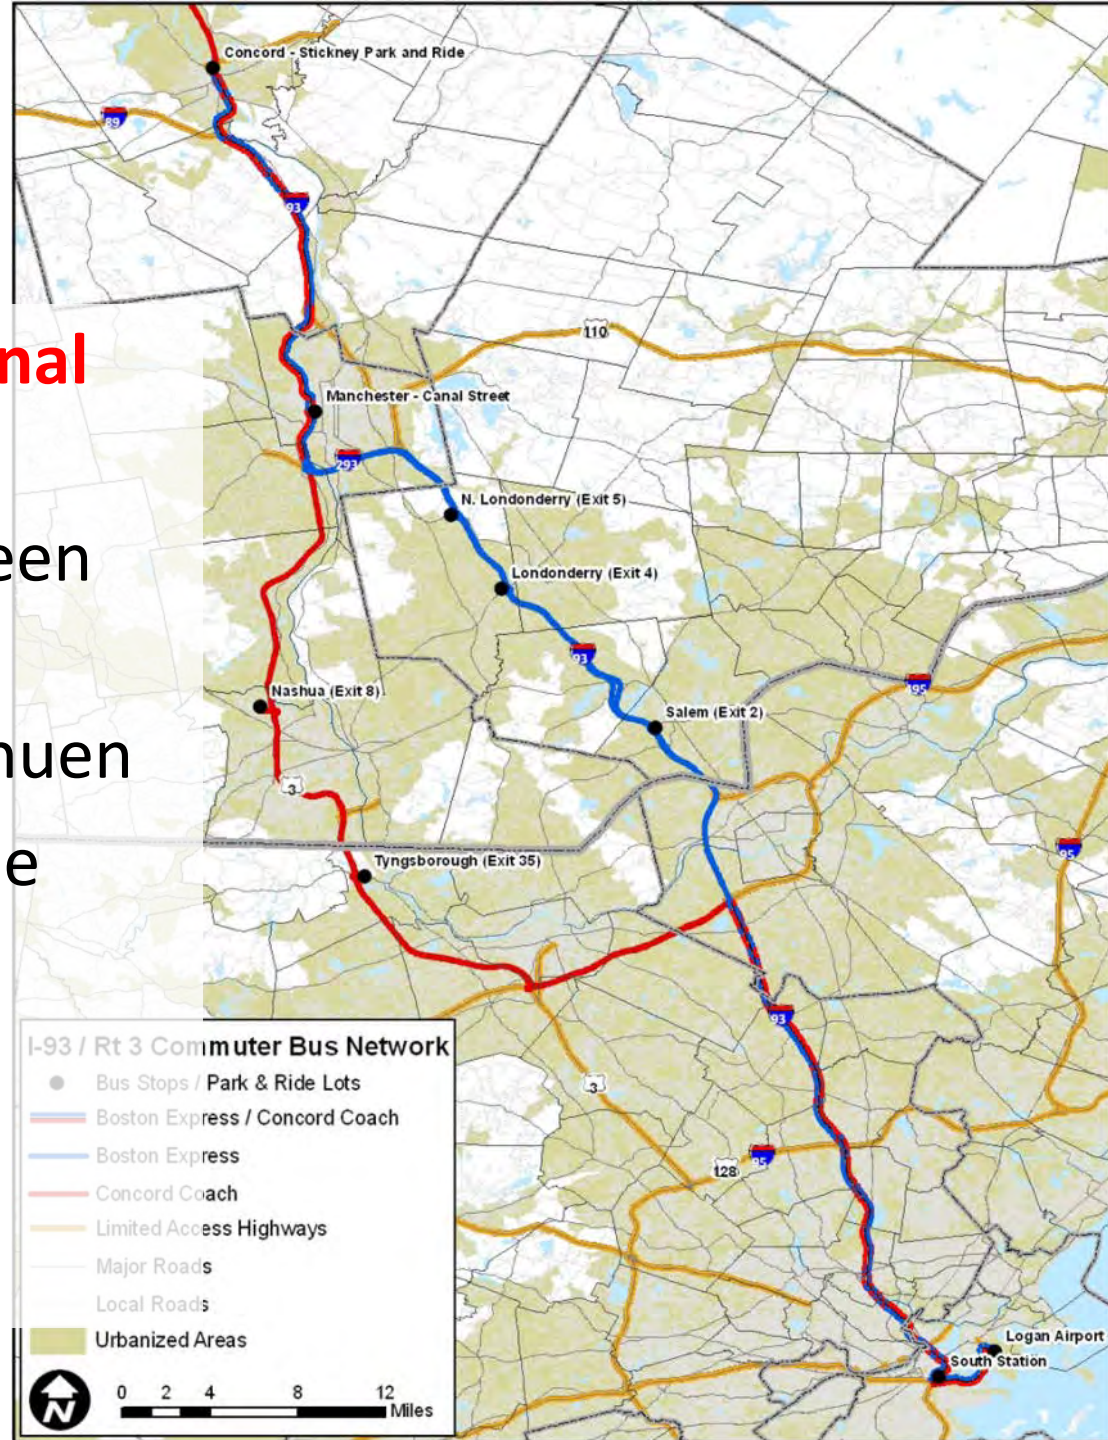 Concord - Stickney Park and Ride
89
93
nal
110
Manchester - Canal Street
293
N. Londonderry (Exit 5)
een
Londonderry (Exit 4)
93
495
Nashua (Exit 8)
Salem (Exit 2)
nuen
3
95
Tyngsborough (Exit 35)
e
93
I-93 / Rt 3 Commuter Bus Network
Bus Stops / Park & Ride Lots
3
Boston Express / Concord Coach
Boston Express
95
128
Concord Coach
Limited Access Highways
Major Roads
Local Roads
Urbanized Areas
Logan Airport
South Station
N
0 2 4 8 12
Miles